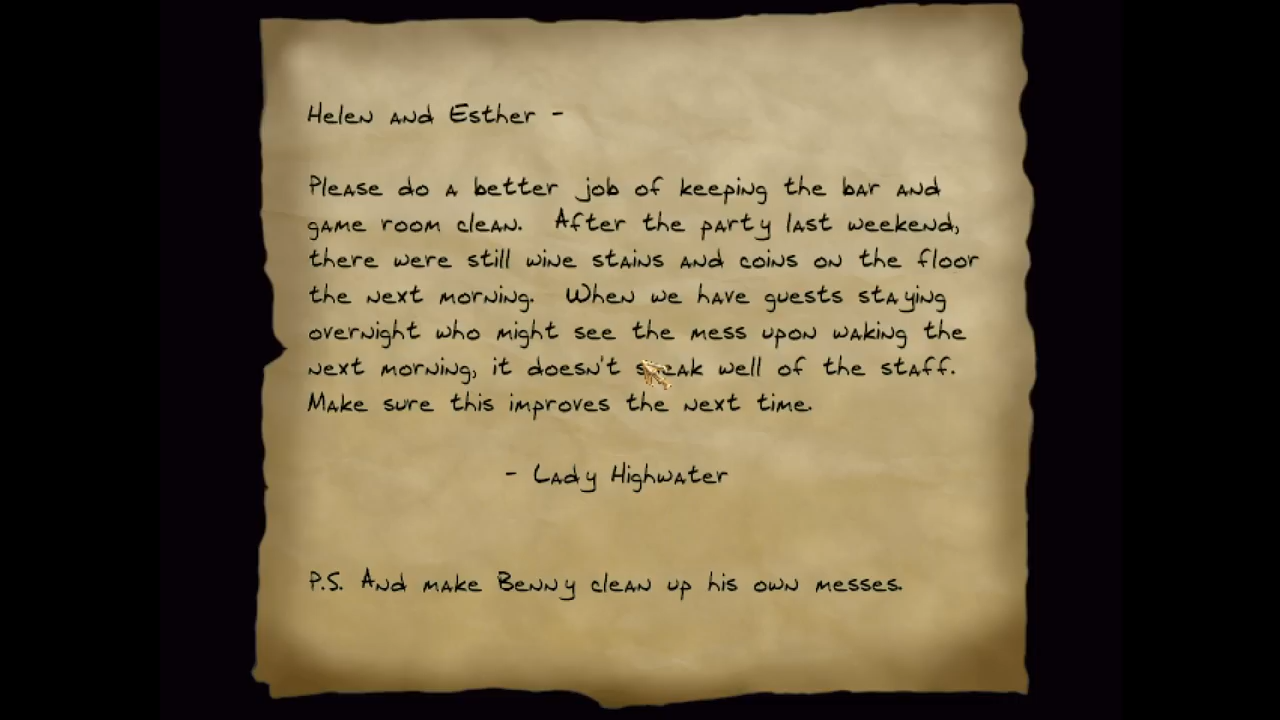 Helen and Esther -
Please do a better job of keeping the bar and
game room clean. After the party last weekend,
there were still wine stains and coins on the floor
the next morning. When we have guests staying
overnight who might see the mess upon waking the
next morning, it doesn't speak well of the staff.
Make sure this improves the next time.
- Lady Highwater
P.S. And make Benny clean up his own messes.